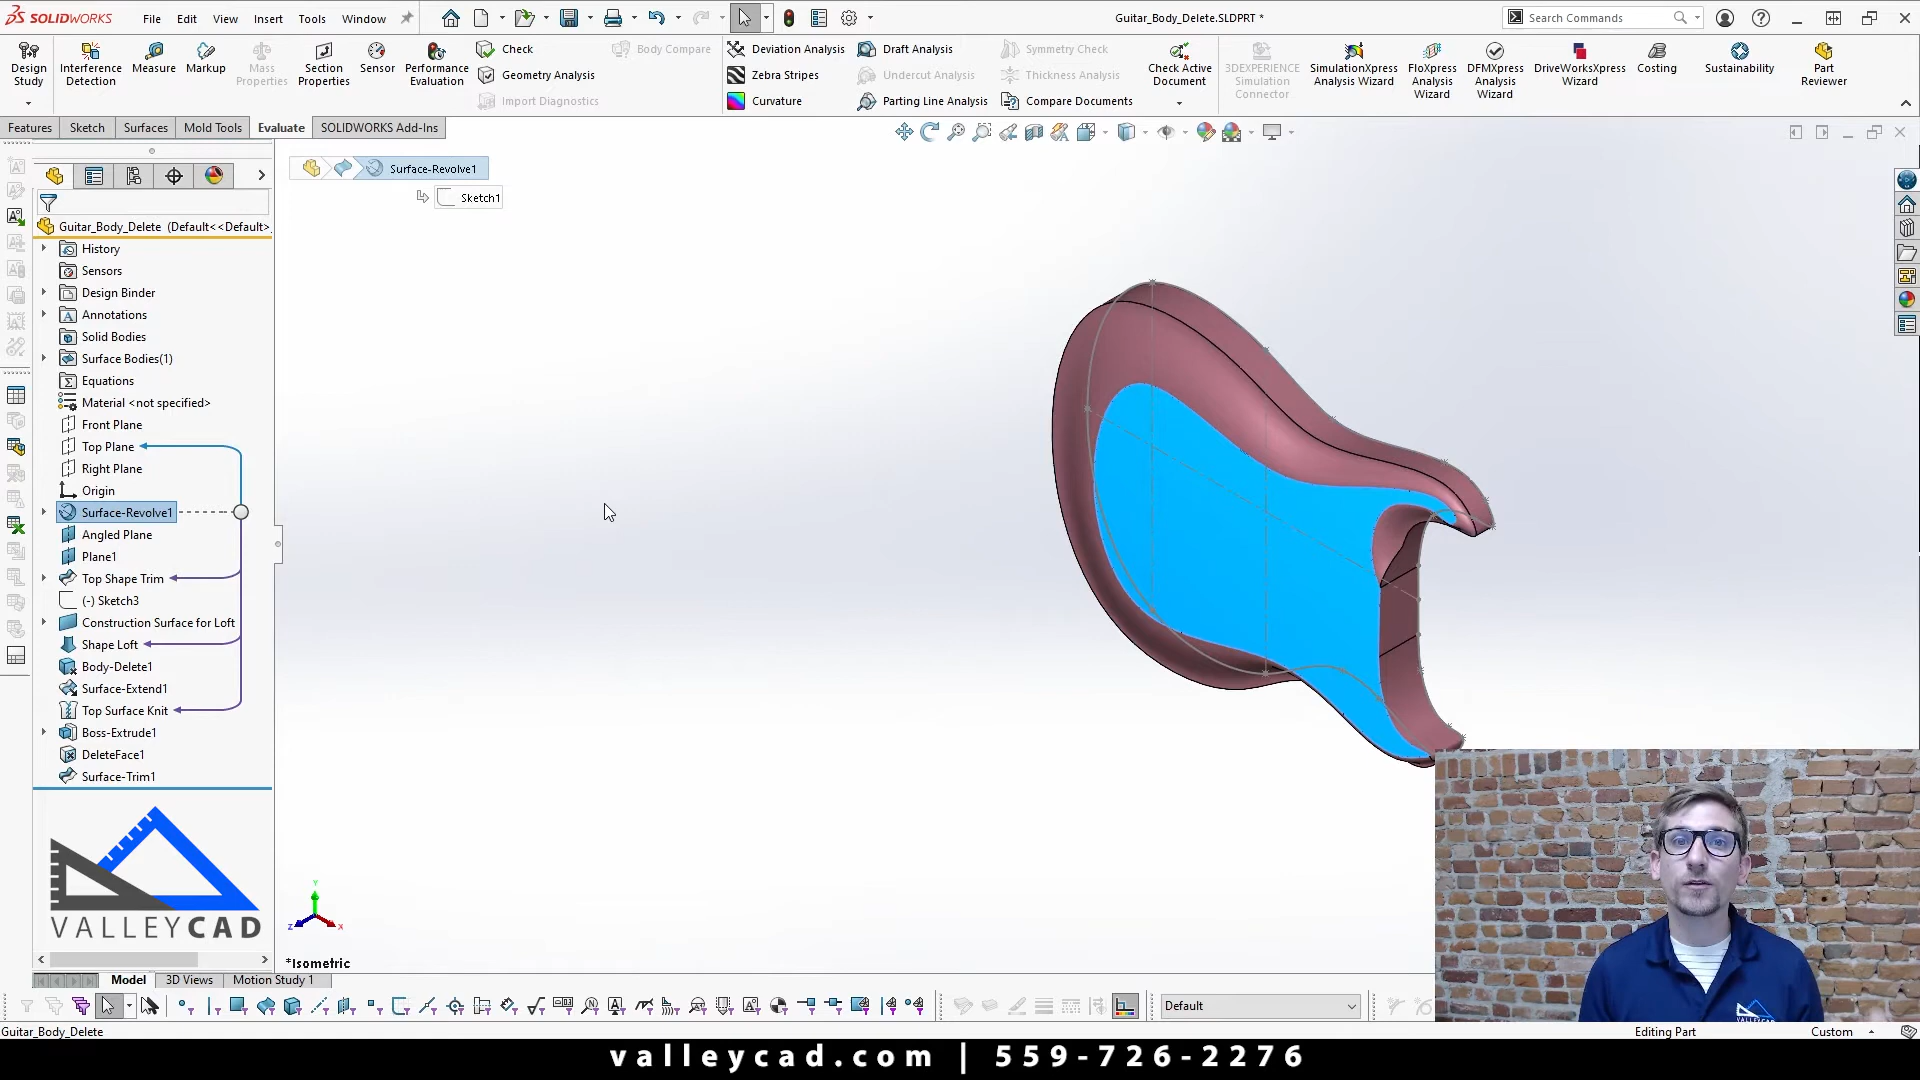 SOLIDWORKS File Edit View Insert Tools Window Guitar_Body_Delete.SLDPRT * Search Commands
Design Study
Interference Detection
Measure
Markup
Mass Properties
Section Properties
Sensor
Performance Evaluation
Check
Geometry Analysis
Import Diagnostics
Body Compare
Deviation Analysis
Zebra Stripes
Curvature
Draft Analysis
Undercut Analysis
Parting Line Analysis
Symmetry Check
Thickness Analysis
Compare Documents
Check Active Document
3DEXPERIENCE Simulation Connector
SimulationXpress Analysis Wizard
FloXpress Analysis Wizard
DFMXpress Analysis Wizard
DriveWorksXpress Wizard
Costing
Sustainability
Part Reviewer
Features Sketch Surfaces Mold Tools Evaluate SOLIDWORKS Add-Ins
Surface-Revolve1
Sketch1
Guitar_Body_Delete (Default<<Default>
History
Sensors
Design Binder
Annotations
Solid Bodies
Surface Bodies(1)
Equations
Material <not specified>
Front Plane
Top Plane
Right Plane
Origin
Surface-Revolve1
Angled Plane
Plane1
Top Shape Trim
(-) Sketch3
Construction Surface for Loft
Shape Loft
Body-Delete1
Surface-Extend1
Top Surface Knit
Boss-Extrude1
DeleteFace1
Surface-Trim1
VALLEYCAD
Y
Z X
*Isometric
Model 3D Views Motion Study 1
Default
Guitar_Body_Delete Editing Part Custom
valleycad.com | 559-726-2276